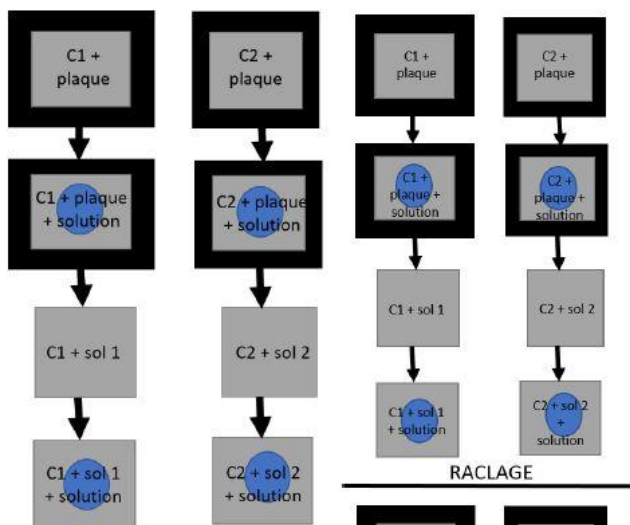 C1 +
plaque
C2 +
plaque
C1 +
plaque
C2 +
plaque
C1 + plaque
+ solution
C2 + plaque
+ solution
C1 +
plaque +
solution
C2 +
plaque +
solution
C1 + sol 1
C2 + sol 2
C1 + sol 1
C2 + sol 2
C1 + sol 1
+ solution
C2 + sol 2
+ solution
C1 + sol 1
+ solution
C2 + sol 2
+
solution
RACLAGE